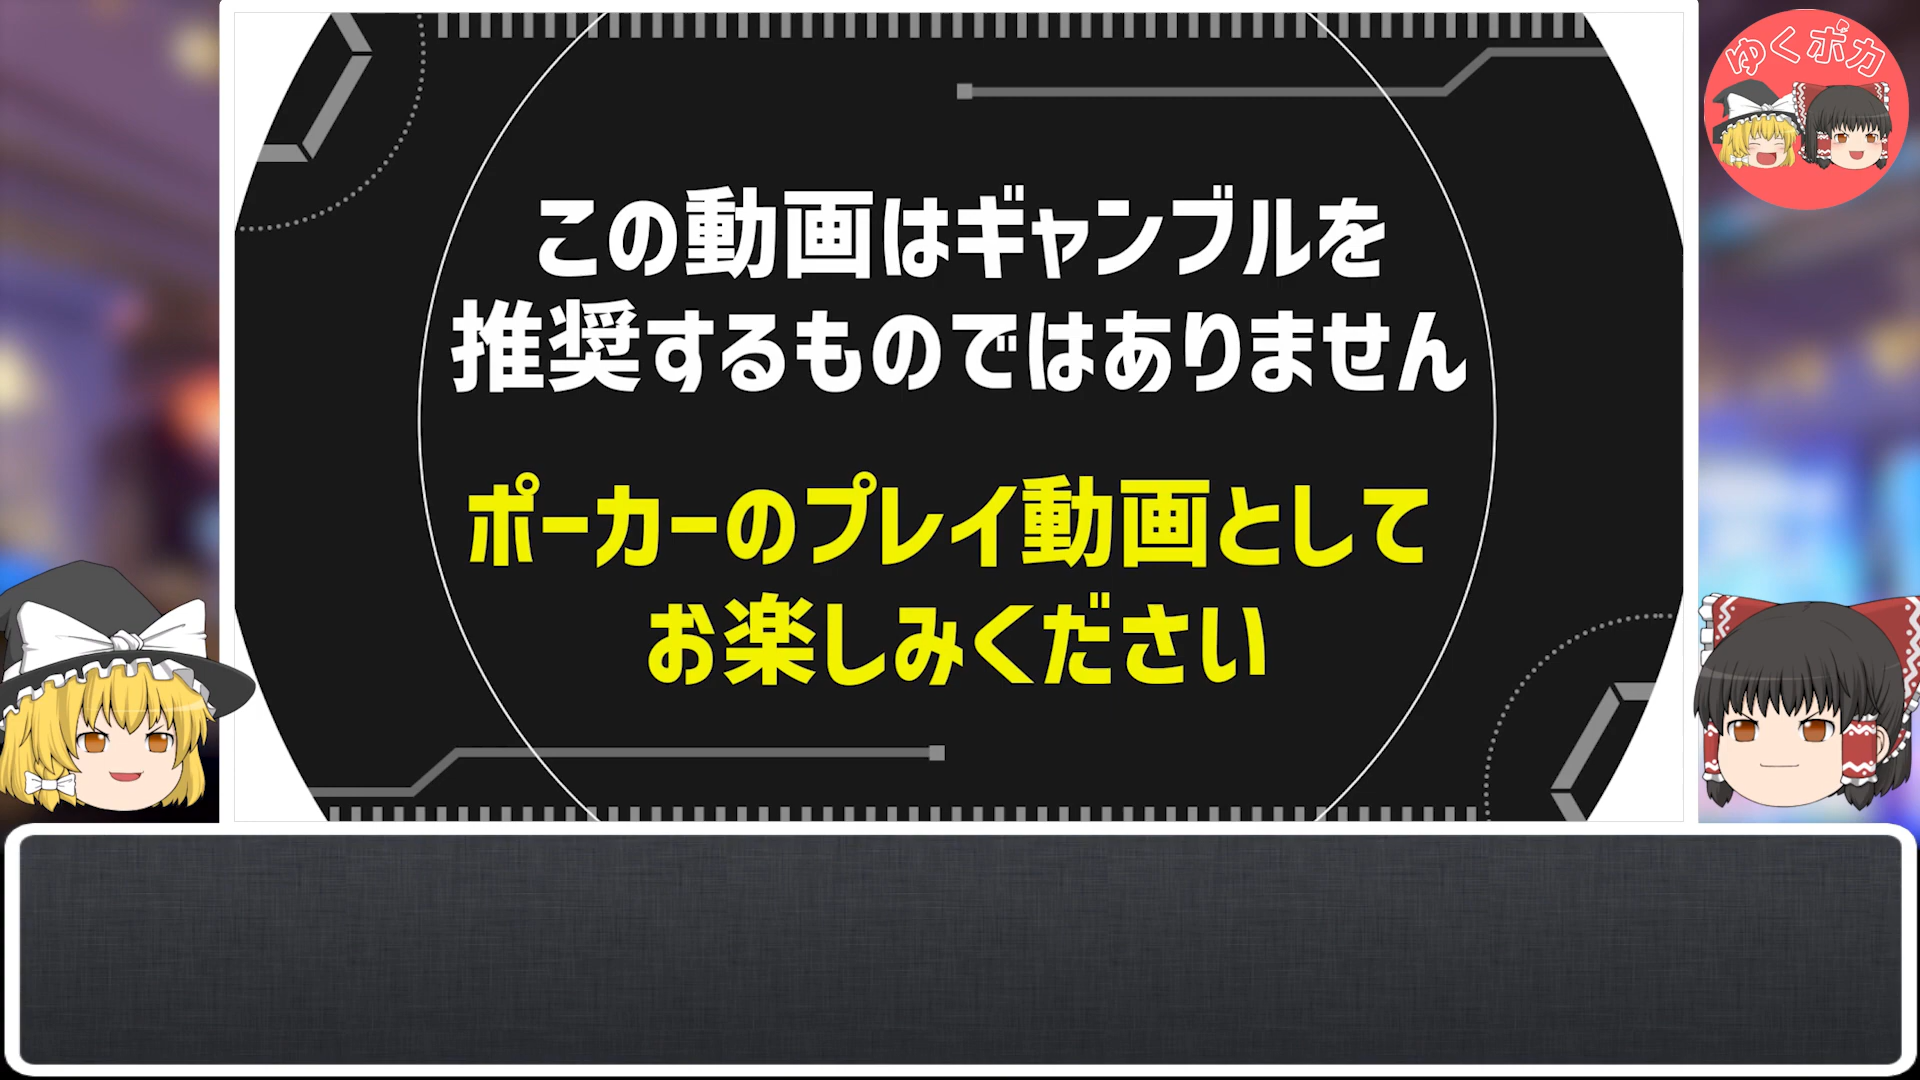 ゆくポカ
この動画はギャンブルを
推奨するものではありません
ポーカーのプレイ動画として
お楽しみください